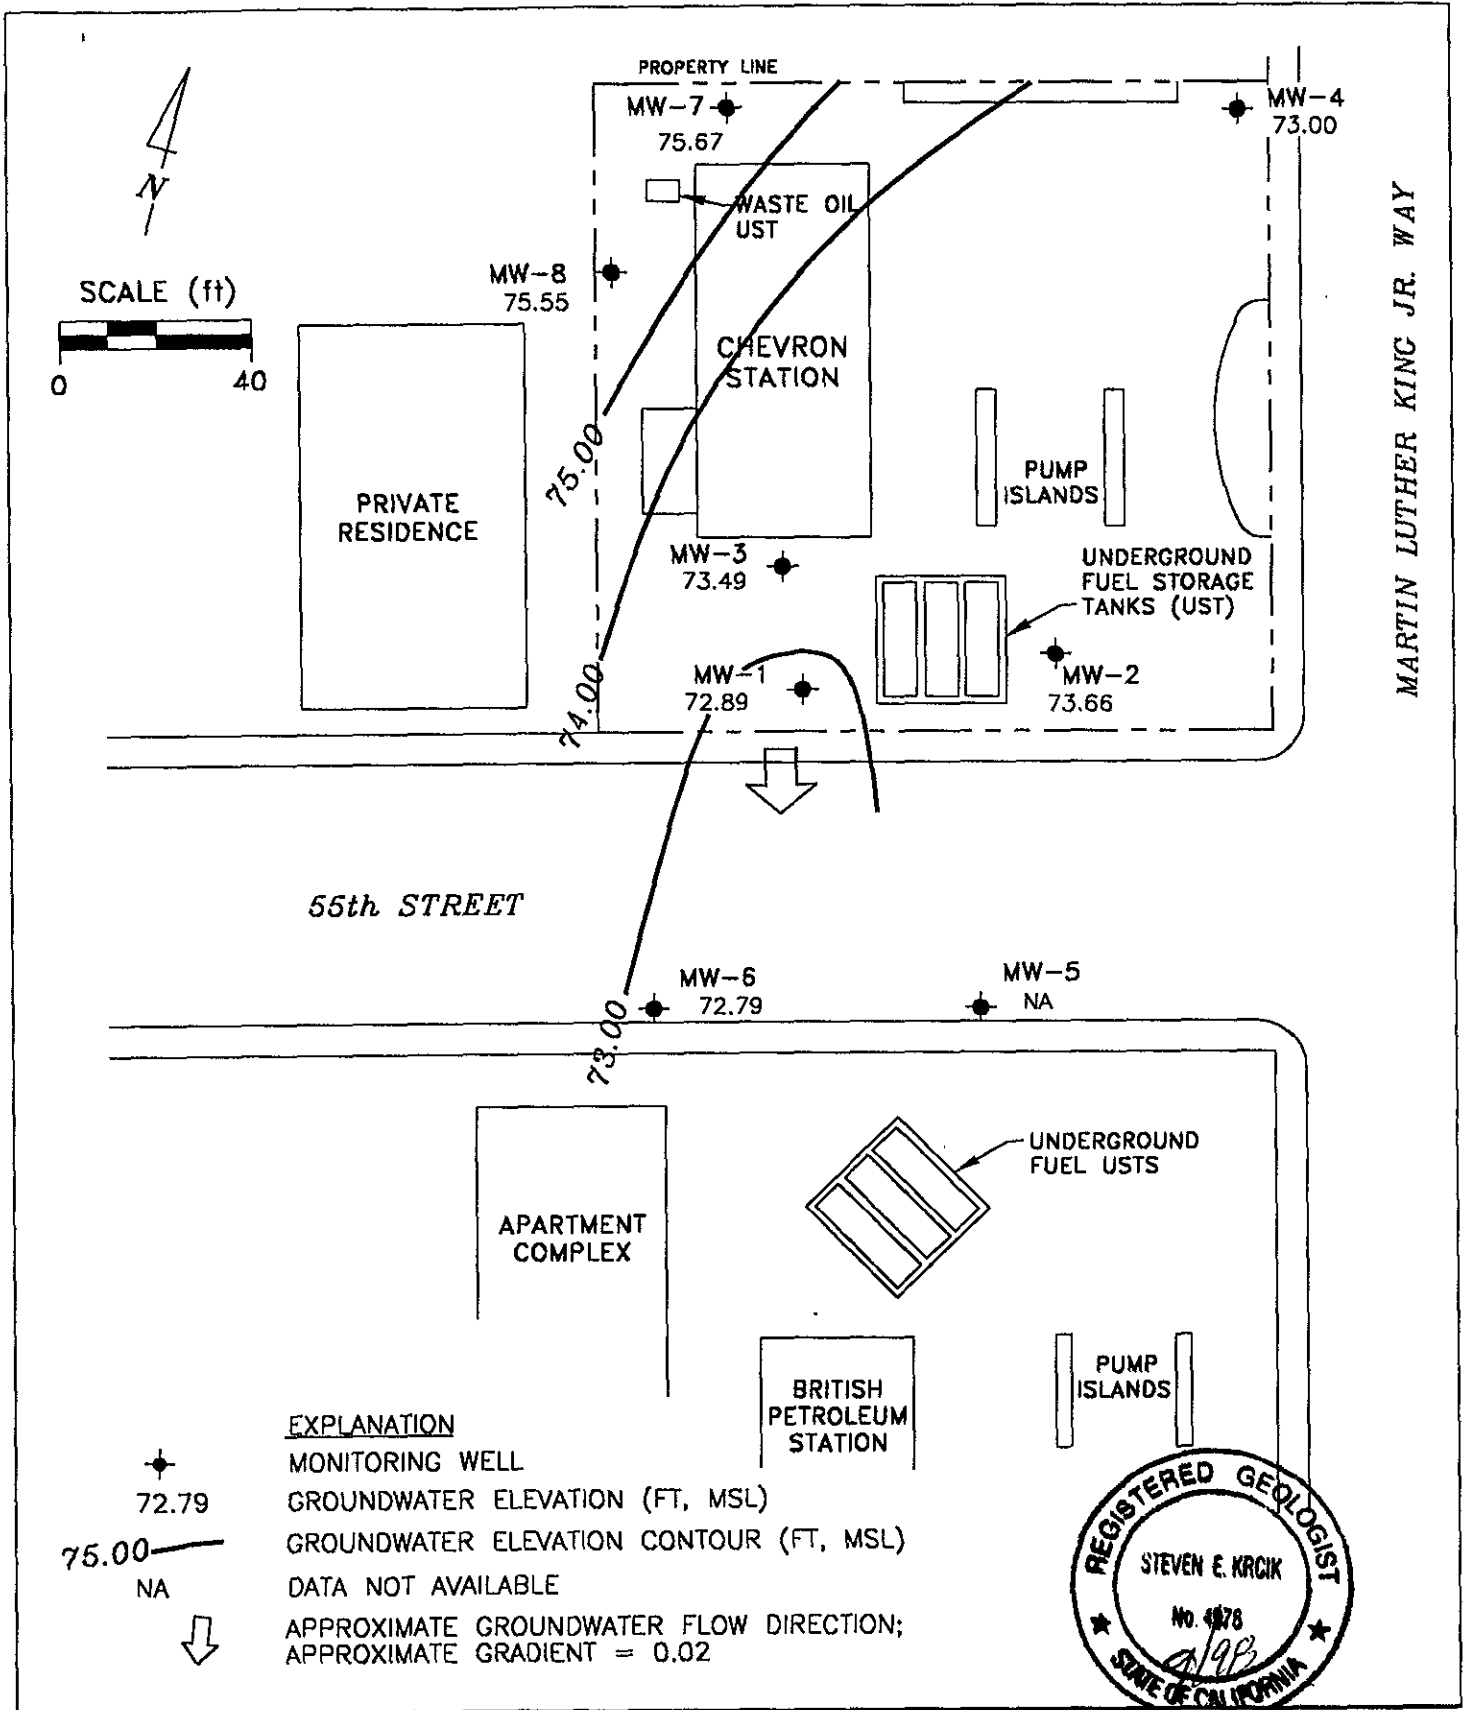 PROPERTY LINE
MW-7
75.67
MW-4
73.00
N
WASTE OIL
UST
MW-8
75.55
SCALE (ft)
0 40
CHEVRON
STATION
75.00
PRIVATE
RESIDENCE
PUMP
ISLANDS
MARTIN LUTHER KING JR. WAY
MW-3
73.49
UNDERGROUND
FUEL STORAGE
TANKS (UST)
MW-1
72.89
MW-2
73.66
74.00
55th STREET
MW-6
72.79
MW-5
NA
73.00
UNDERGROUND
FUEL USTS
APARTMENT
COMPLEX
BRITISH
PETROLEUM
STATION
PUMP
ISLANDS
EXPLANATION
MONITORING WELL
72.79 GROUNDWATER ELEVATION (FT, MSL)
75.00 GROUNDWATER ELEVATION CONTOUR (FT, MSL)
NA DATA NOT AVAILABLE
APPROXIMATE GROUNDWATER FLOW DIRECTION;
APPROXIMATE GRADIENT = 0.02
REGISTERED GEOLOGIST
STEVEN E. KRCIK
No.
STATE OF CALIFORNIA